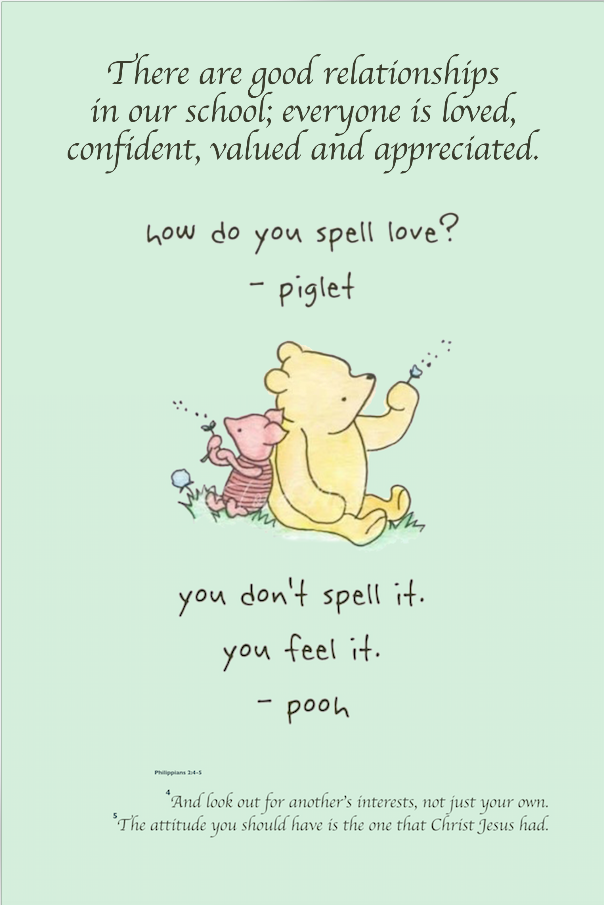 There are good relationships
in our school; everyone is loved,
confident, valued and appreciated.
how do you spell love?
- piglet
you don't spell it.
you feel it.
- pooh
Philippians 2:4-5
4And look out for another's interests, not just your own.
5The attitude you should have is the one that Christ Jesus had.